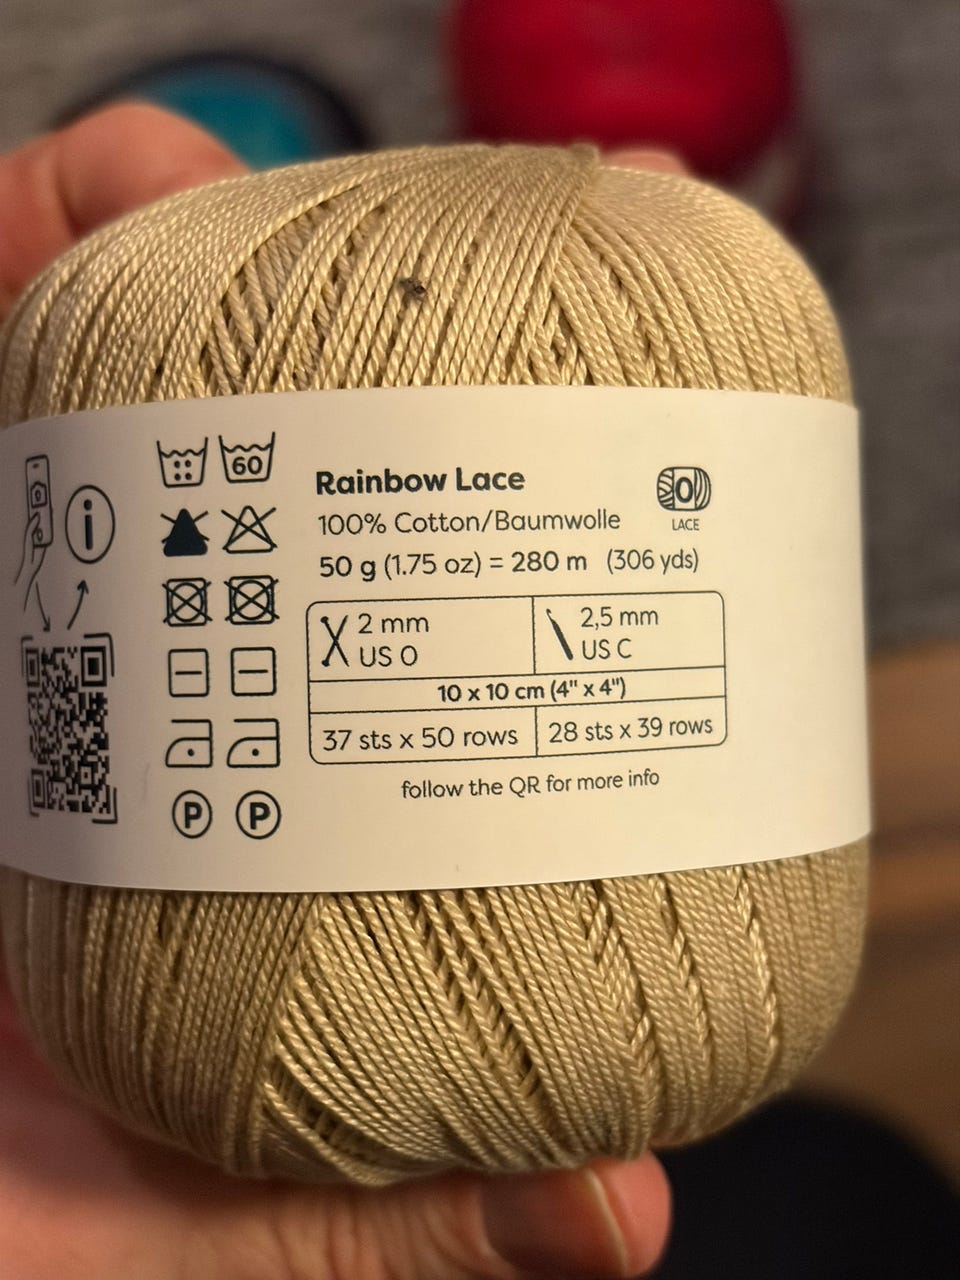 60
P P
Rainbow Lace
100% Cotton/Baumwolle
50 g (1.75 oz) = 280 m (306 yds)
0
LACE
2 mm
US 0
2,5 mm
US C
10 x 10 cm (4" x 4")
37 sts x 50 rows
28 sts x 39 rows
follow the QR for more info
i